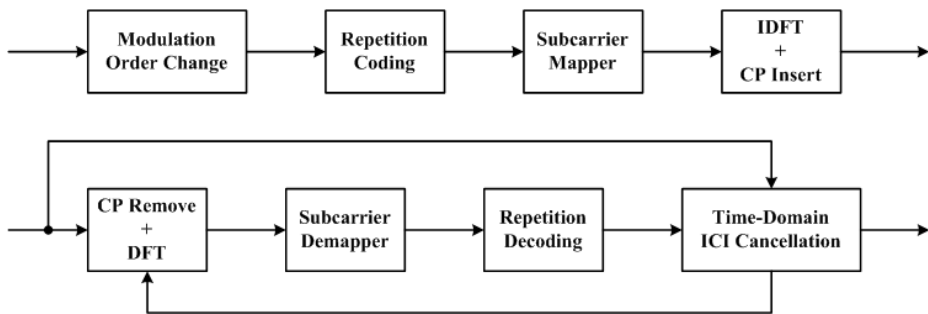 Modulation
Order Change
Repetition
Coding
Subcarrier
Mapper
IDFT
+
CP Insert
CP Remove
+
DFT
Subcarrier
Demapper
Repetition
Decoding
Time-Domain
ICI Cancellation